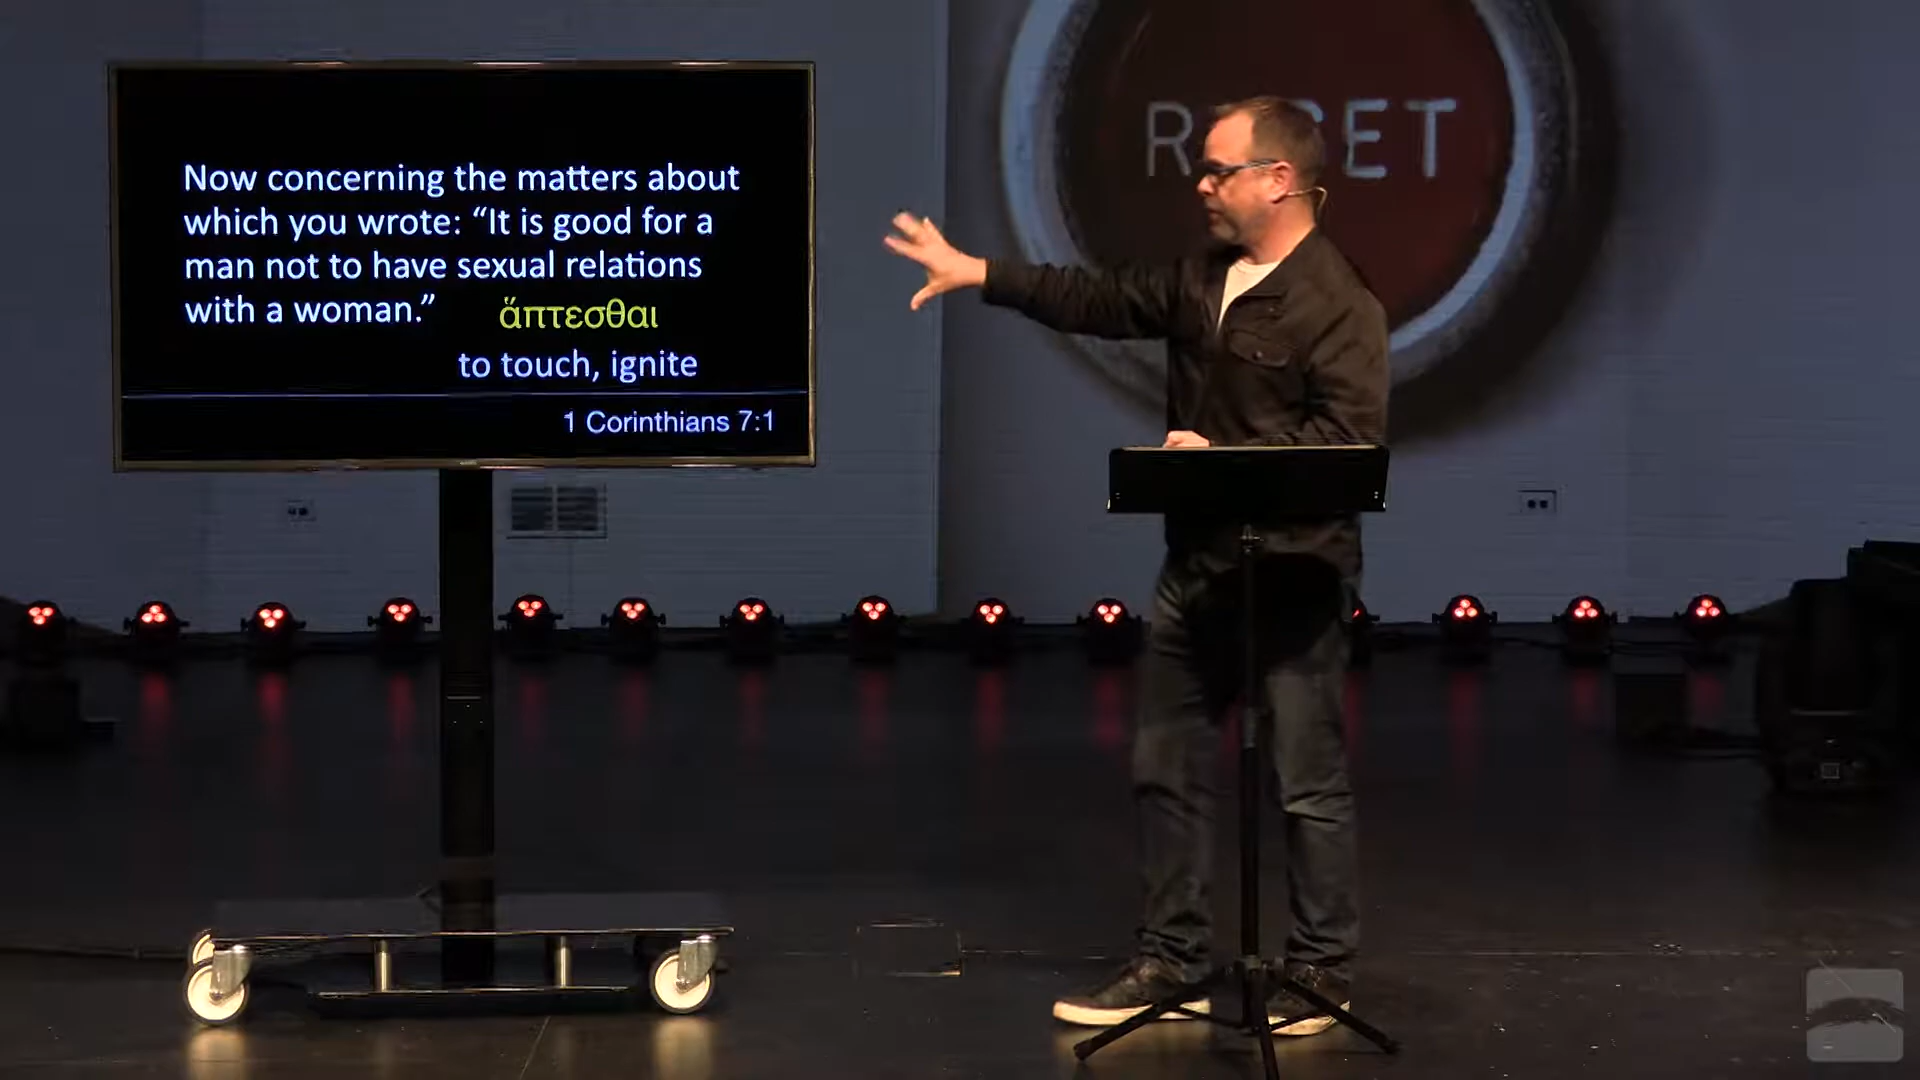 Now concerning the matters about
which you wrote: “It is good for a
man not to have sexual relations
with a woman.”
ἅπτεσθαι
to touch, ignite
1 Corinthians 7:1
R SET